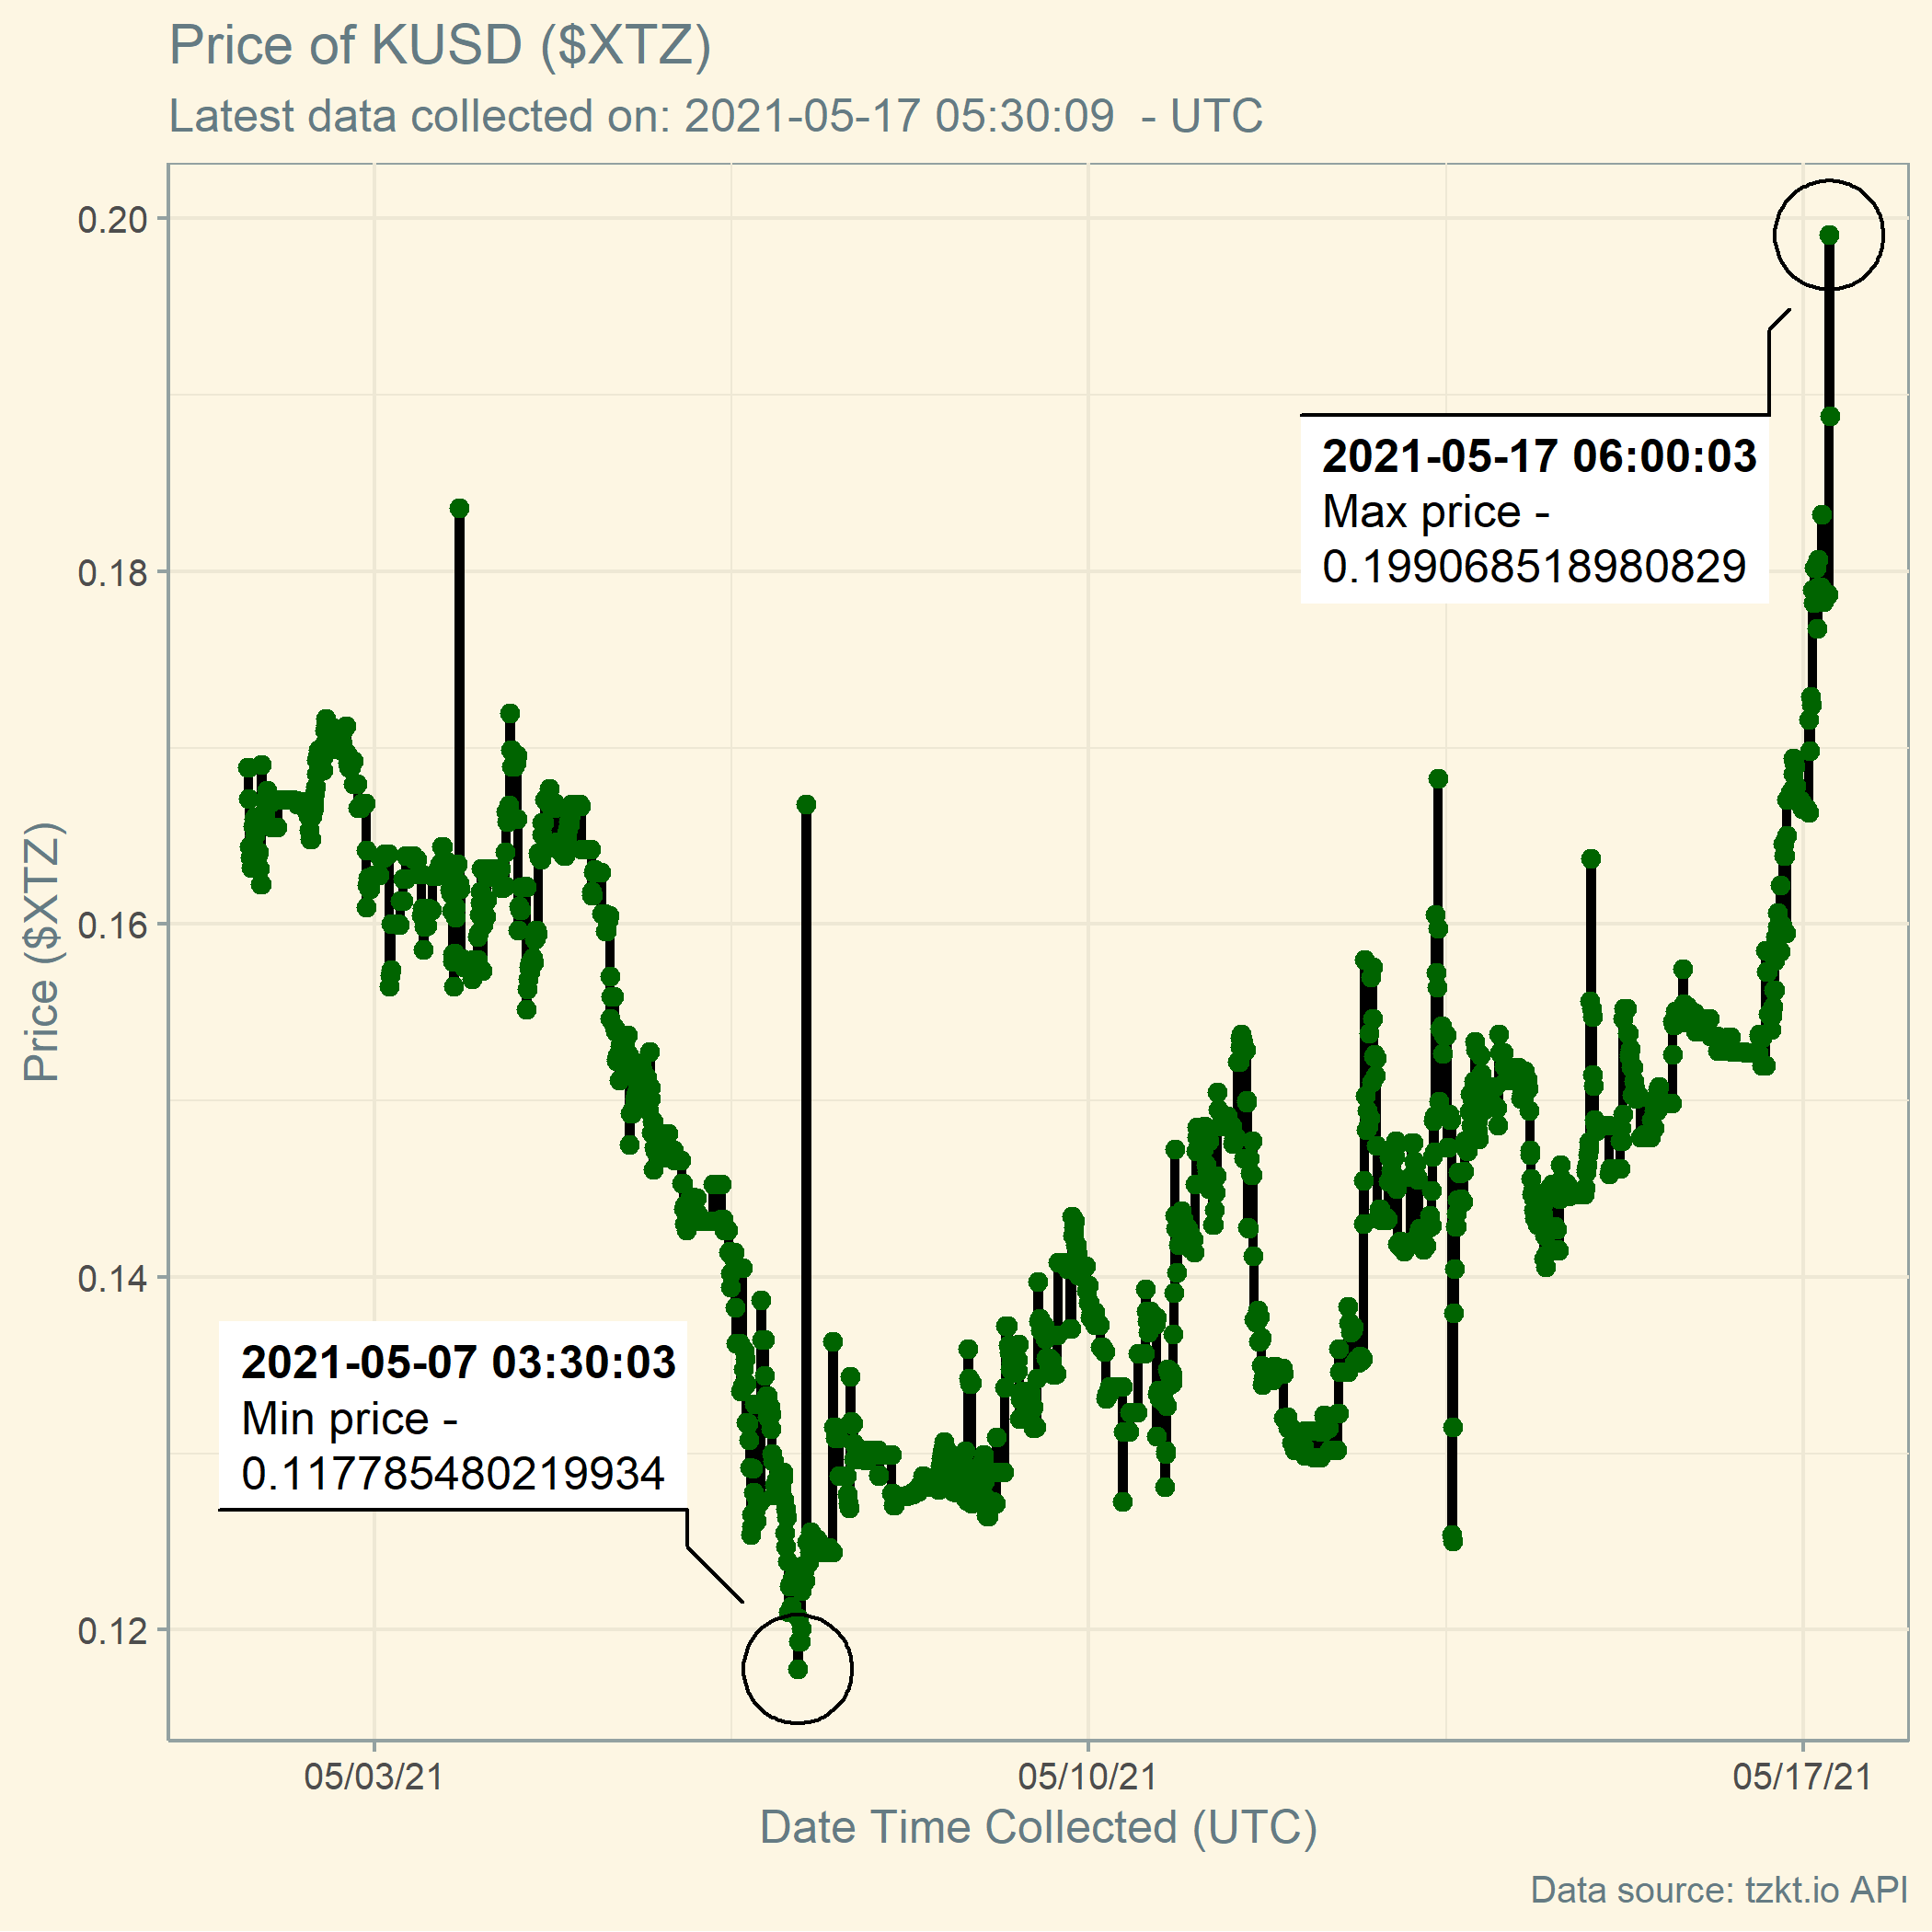 Price of KUSD ($XTZ)
Latest data collected on: 2021-05-17 05:30:09  - UTC
0.20
0.18
0.16
0.14
0.12
Price ($XTZ)
2021-05-17 06:00:03
Max price -
0.199068518980829
2021-05-07 03:30:03
Min price -
0.117785480219934
05/03/21
05/10/21
05/17/21
Date Time Collected (UTC)
Data source: tzkt.io API